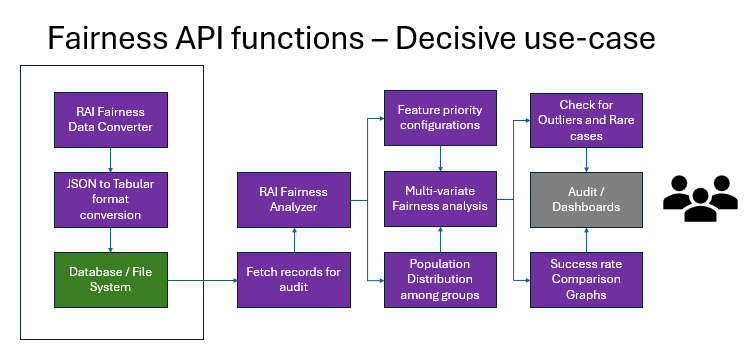 Fairness API functions – Decisive use-case
RAI Fairness
Data Converter
JSON to Tabular
format
conversion
Database / File
System
RAI Fairness
Analyzer
Fetch records for
audit
Feature priority
configurations
Multi-variate
Fairness analysis
Population
Distribution
among groups
Check for
Outliers and Rare
cases
Audit /
Dashboards
Success rate
Comparison
Graphs